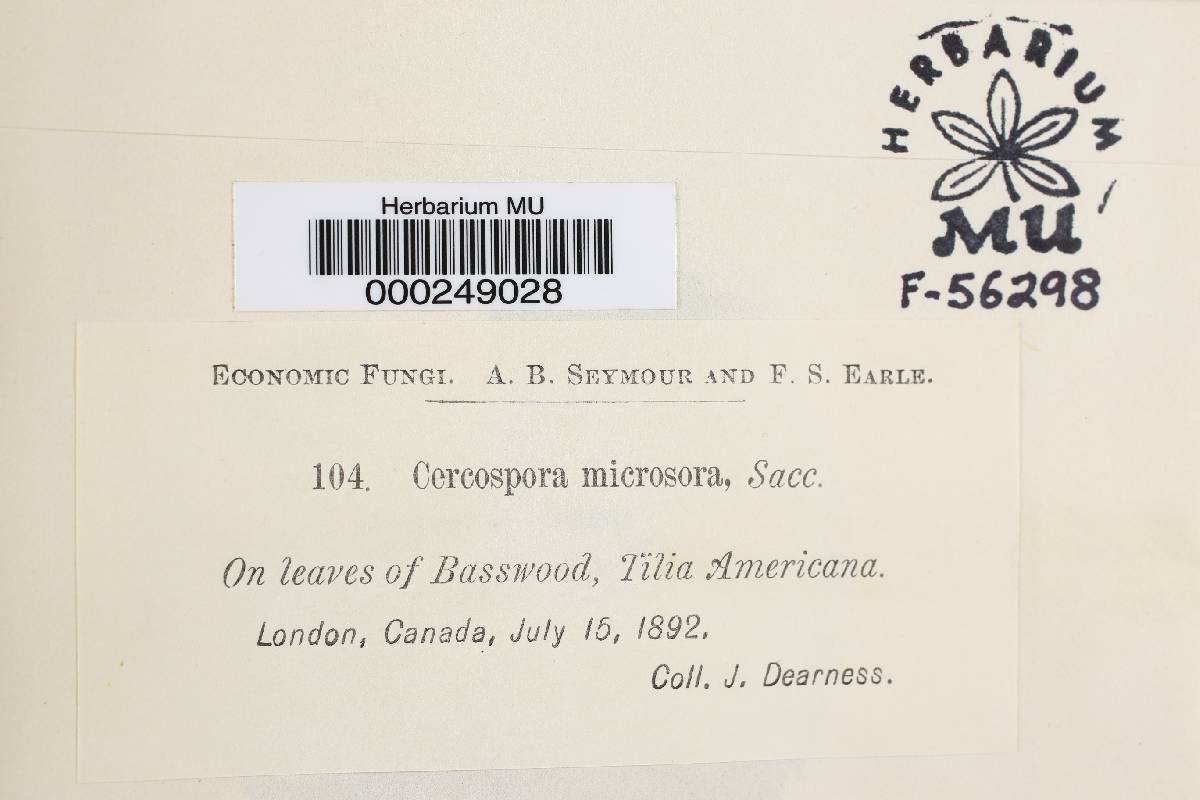 HERBARIUM
MU
F-56298
Herbarium MU
000249028
ECONOMIC FUNGI. A. B. SEYMOUR AND F. S. EARLE.
104. Cercospora microsora, Sacc.
On leaves of Basswood, Tilia Americana.
London, Canada, July 15, 1892.
Coll. J. Dearness.